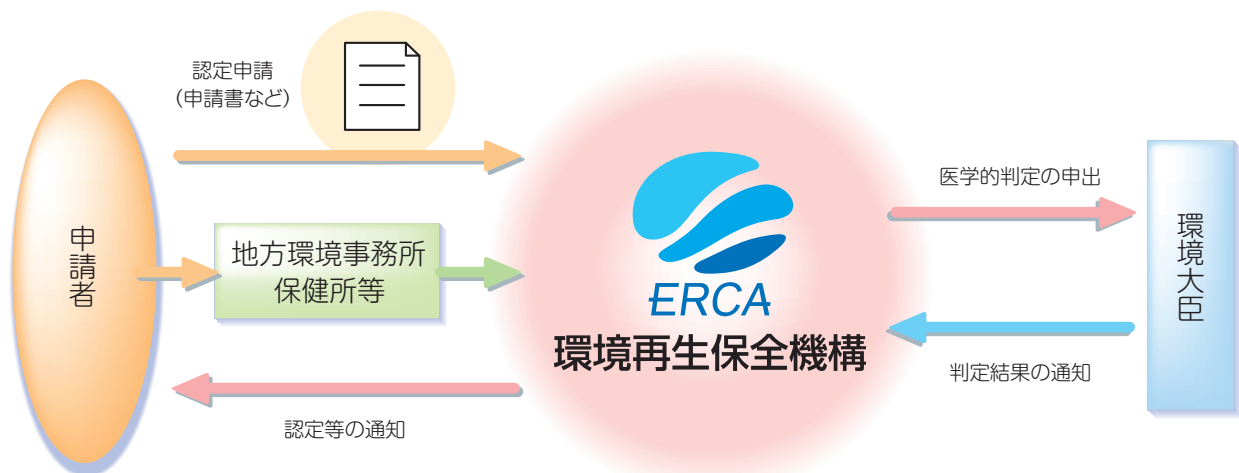 認定申請
(申請書など)
申請者
地方環境事務所
保健所等
認定等の通知
ERCA
環境再生保全機構
医学的判定の申出
判定結果の通知
環境大臣